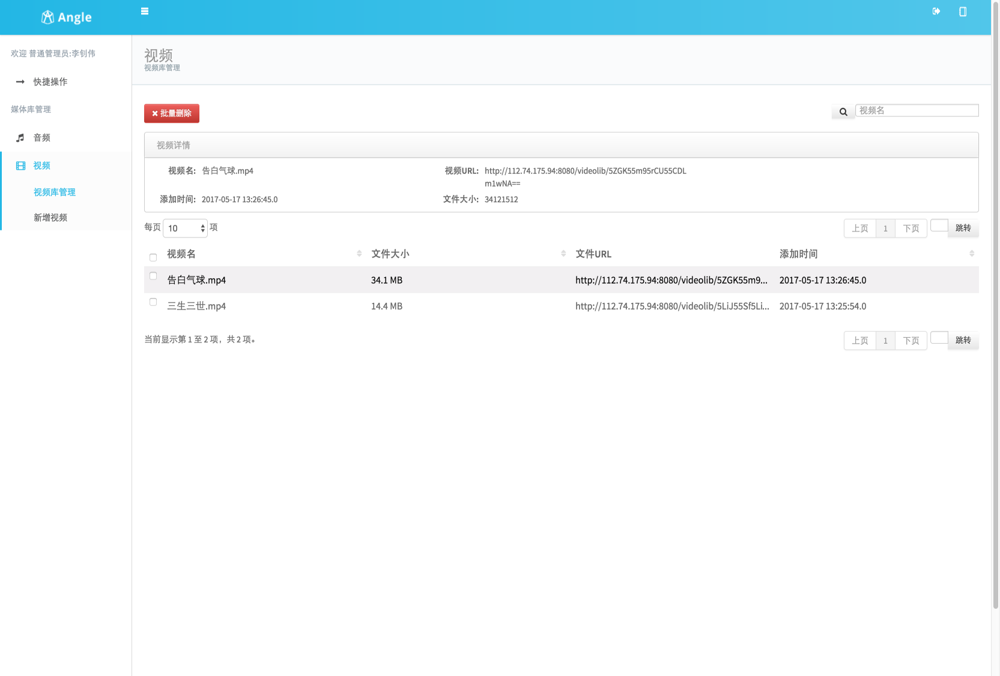 Angle
欢迎 普通管理员:李钊伟
快捷操作
媒体库管理
音频
视频
视频库管理
新增视频
视频
视频库管理
批量删除
视频名
视频详情
视频名: 告白气球.mp4 视频URL: http://112.74.175.94:8080/videolib/5ZGK55m95rCU55CDL
m1wNA==
添加时间: 2017-05-17 13:26:45.0 文件大小: 34121512
每页 10 项 上页 1 下页 跳转
视频名 文件大小 文件URL 添加时间
告白气球.mp4 34.1 MB http://112.74.175.94:8080/videolib/5ZGK55m9... 2017-05-17 13:26:45.0
三生三世.mp4 14.4 MB http://112.74.175.94:8080/videolib/5LiJ55Sf5Li... 2017-05-17 13:25:54.0
当前显示第 1 至 2 项，共 2 项。 上页 1 下页 跳转